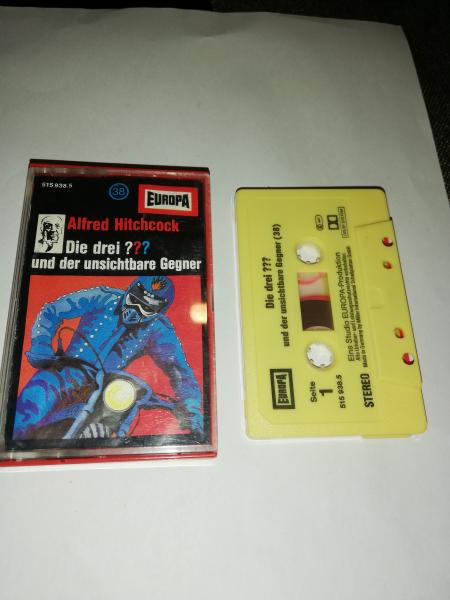 515 938.5
38
EUROPA
Alfred Hitchcock
Die drei ???
und der unsichtbare Gegner
Die drei ???
und der unsichtbare Gegner (38)
EUROPA
Seite
1
515 938.5
Eine Studio EUROPA-Produktion
STEREO